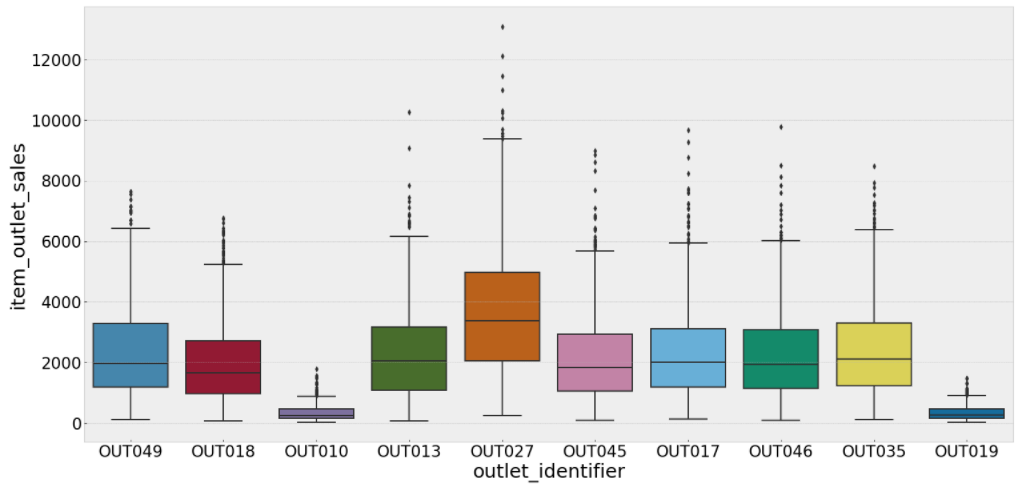 12000
10000
8000
6000
4000
2000
0
item_outlet_sales
OUT049 OUT018 OUT010 OUT013 OUT027 OUT045 OUT017 OUT046 OUT035 OUT019
outlet_identifier